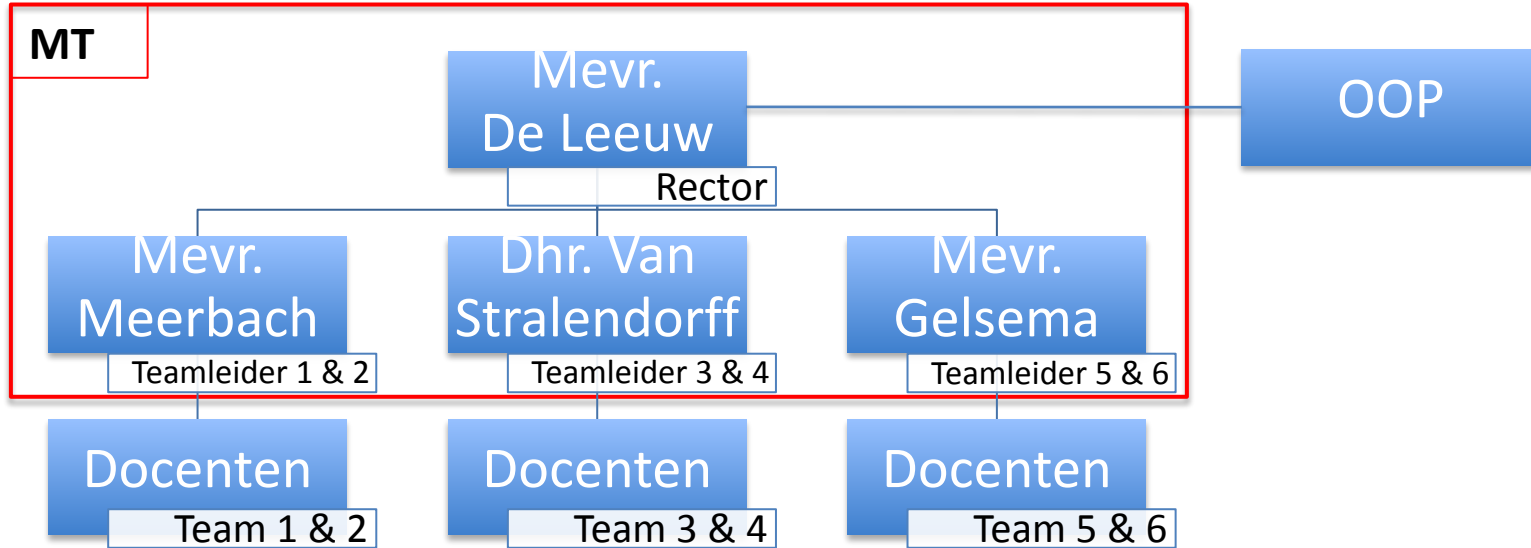 MT
Mevr.
De Leeuw
Rector
OOP
Mevr.
Meerbach
Teamleider 1 & 2
Dhr. Van
Stralendorff
Teamleider 3 & 4
Mevr.
Gelsema
Teamleider 5 & 6
Docenten
Team 1 & 2
Docenten
Team 3 & 4
Docenten
Team 5 & 6